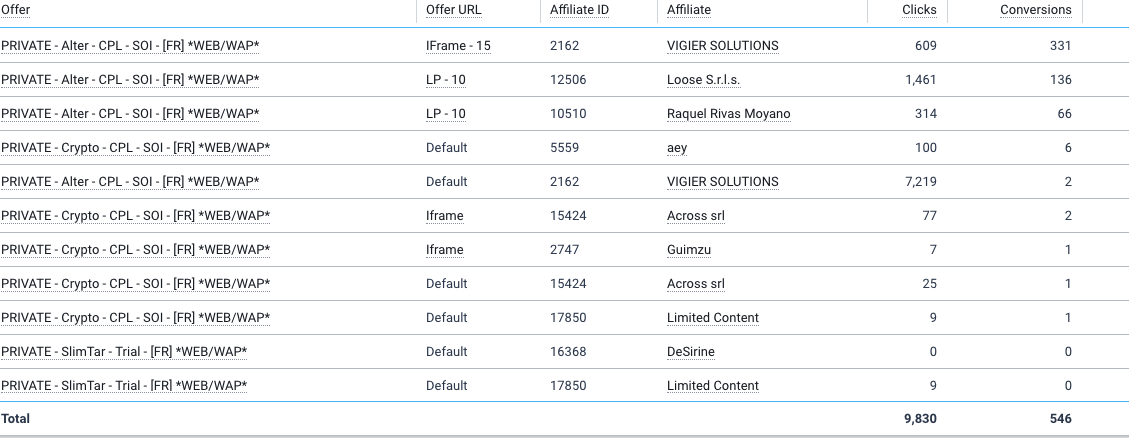 Offer Offer URL Affiliate ID Affiliate Clicks Conversions
PRIVATE - Alter - CPL - SOI - [FR] *WEB/WAP* IFrame - 15 2162 VIGIER SOLUTIONS 609 331
PRIVATE - Alter - CPL - SOI - [FR] *WEB/WAP* LP - 10 12506 Loose S.r.l.s. 1,461 136
PRIVATE - Alter - CPL - SOI - [FR] *WEB/WAP* LP - 10 10510 Raquel Rivas Moyano 314 66
PRIVATE - Crypto - CPL - SOI - [FR] *WEB/WAP* Default 5559 aey 100 6
PRIVATE - Alter - CPL - SOI - [FR] *WEB/WAP* Default 2162 VIGIER SOLUTIONS 7,219 2
PRIVATE - Crypto - CPL - SOI - [FR] *WEB/WAP* Iframe 15424 Across srl 77 2
PRIVATE - Crypto - CPL - SOI - [FR] *WEB/WAP* Iframe 2747 Guimzu 7 1
PRIVATE - Crypto - CPL - SOI - [FR] *WEB/WAP* Default 15424 Across srl 25 1
PRIVATE - Crypto - CPL - SOI - [FR] *WEB/WAP* Default 17850 Limited Content 9 1
PRIVATE - SlimTar - Trial - [FR] *WEB/WAP* Default 16368 DeSirine 0 0
PRIVATE - SlimTar - Trial - [FR] *WEB/WAP* Default 17850 Limited Content 9 0
Total 9,830 546